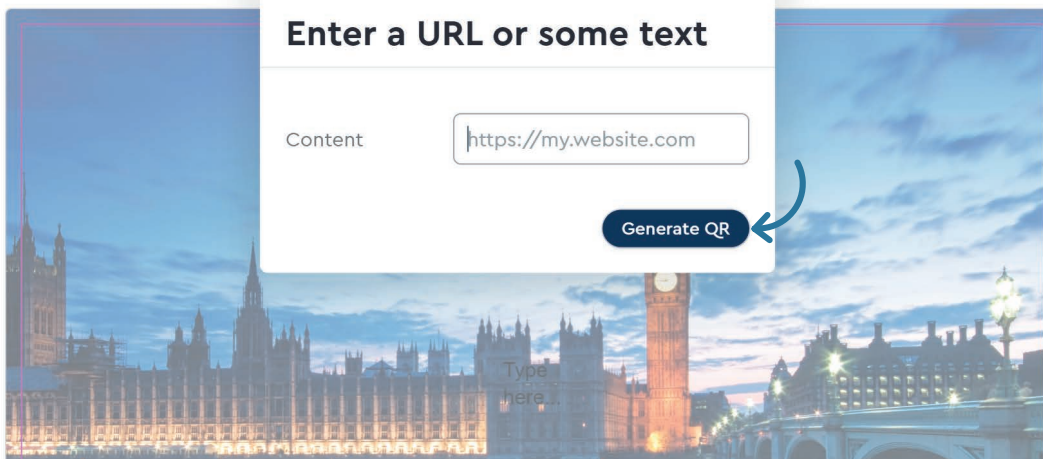 Enter a URL or some text
Content
https://my.website.com
Generate QR
Type
here...